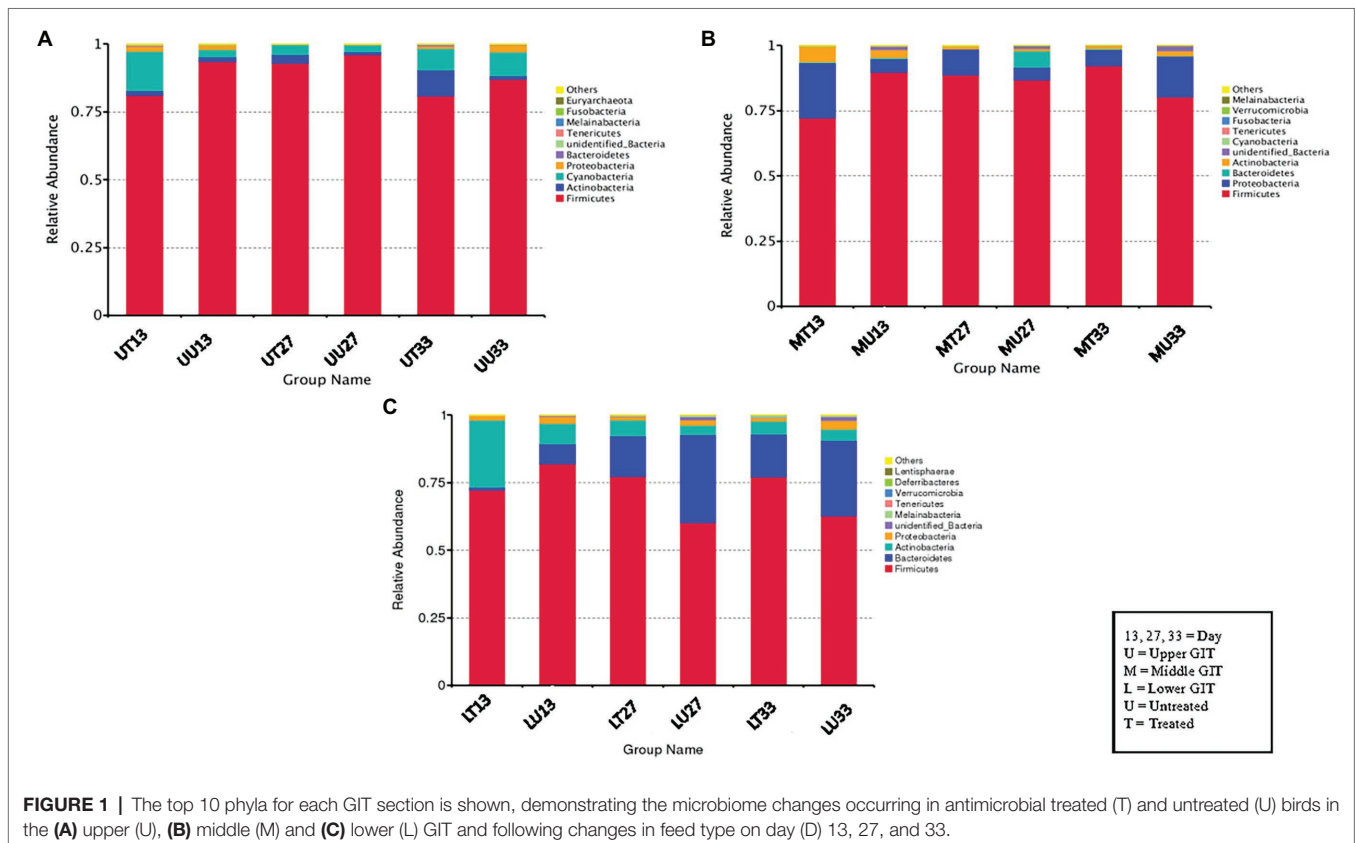 A
Relative Abundance
1
0.75
0.5
0.25
0
UT13
UU13
UT27
UU27
UT33
UU33
Group Name
Others
Euryarchaeota
Fusobacteria
Melainabacteria
Tenericutes
unidentified_Bacteria
Bacteroidetes
Proteobacteria
Cyanobacteria
Actinobacteria
Firmicutes
B
Relative Abundance
1
0.75
0.5
0.25
0
MT13
MU13
MT27
MU27
MT33
MU33
Group Name
Others
Melainabacteria
Verrucomicrobia
Fusobacteria
Tenericutes
Cyanobacteria
unidentified_Bacteria
Actinobacteria
Bacteroidetes
Proteobacteria
Firmicutes
C
Relative Abundance
1
0.75
0.5
0.25
0
LT13
LU13
LT27
LU27
LT33
LU33
Group Name
Others
Lentisphaerae
Deferribacteres
Verrucomicrobia
Tenericutes
Melainabacteria
unidentified_Bacteria
Proteobacteria
Actinobacteria
Bacteroidetes
Firmicutes
13, 27, 33 = Day
U = Upper GIT
M = Middle GIT
L = Lower GIT
U = Untreated
T = Treated
FIGURE 1 | The top 10 phyla for each GIT section is shown, demonstrating the microbiome changes occurring in antimicrobial treated (T) and untreated (U) birds in
the (A) upper (U), (B) middle (M) and (C) lower (L) GIT and following changes in feed type on day (D) 13, 27, and 33.